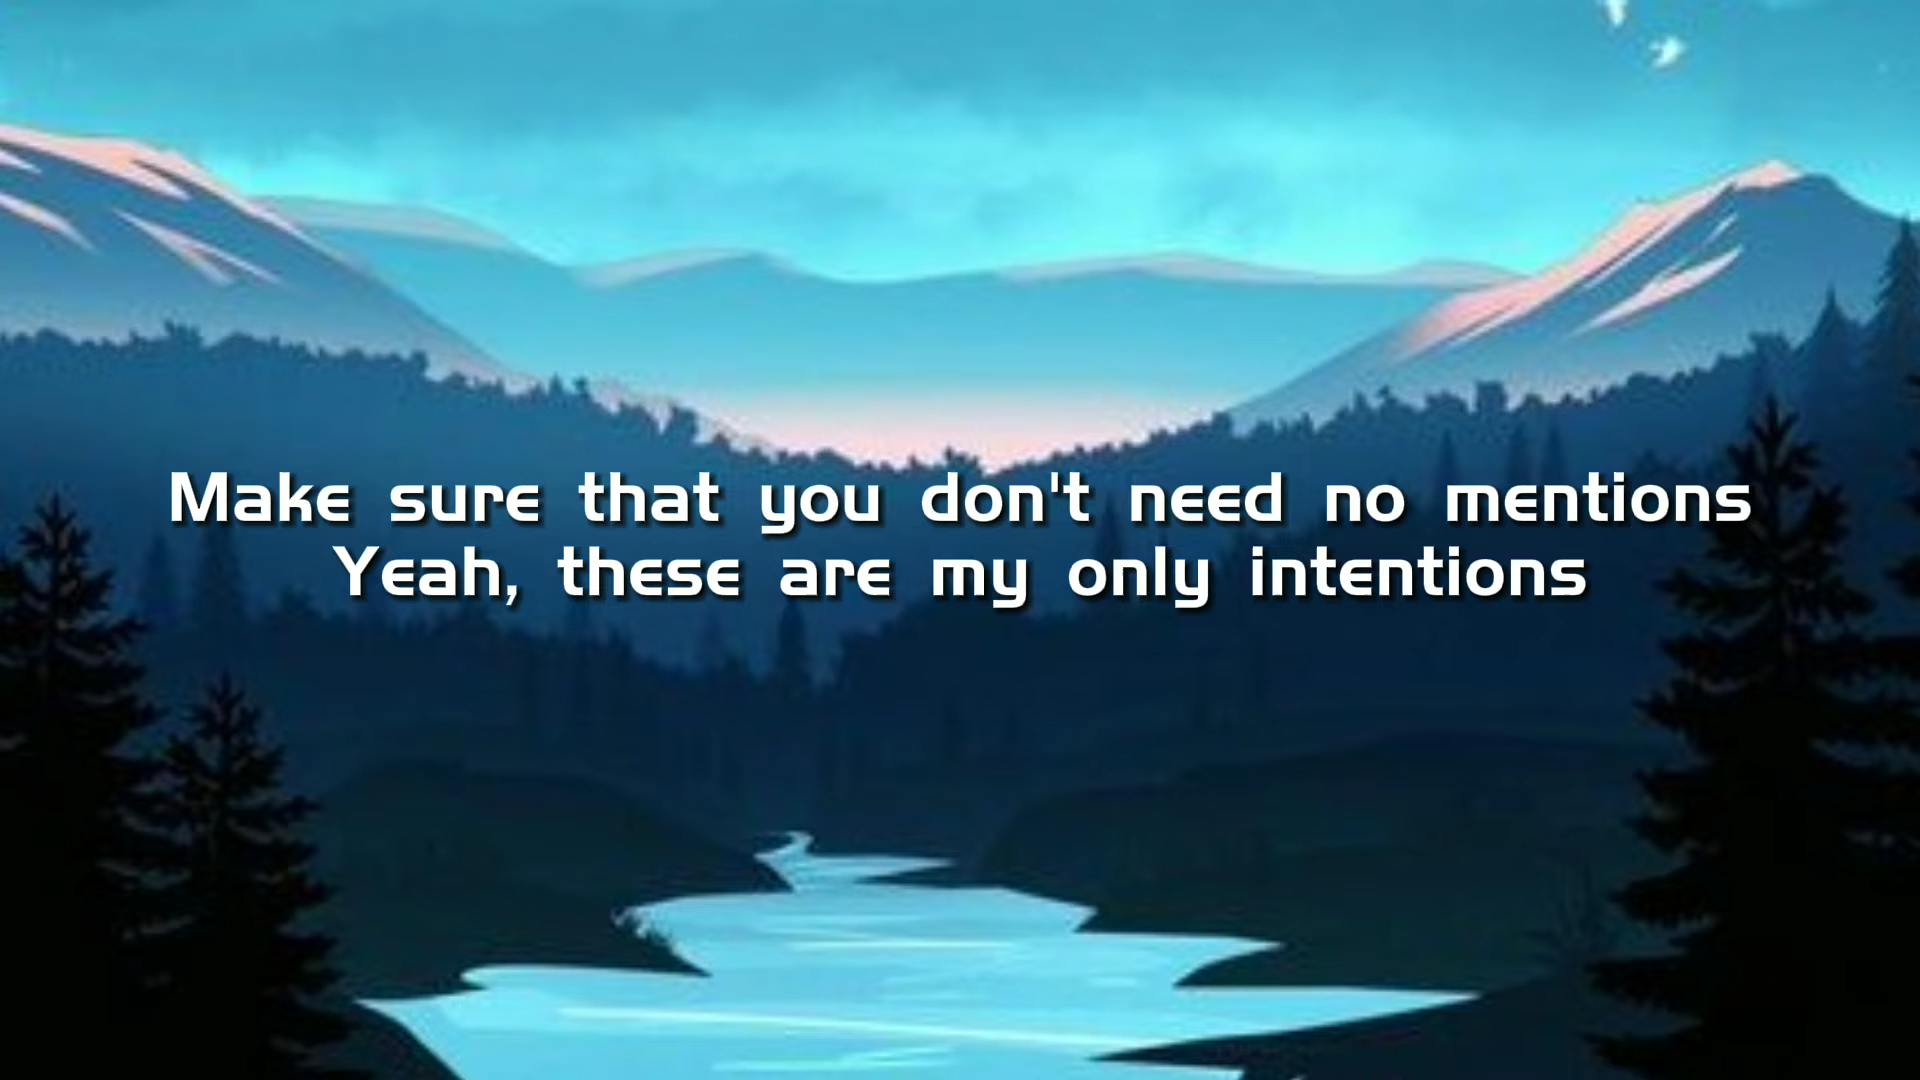 Make sure that you don't need no mentions
Yeah, these are my only intentions